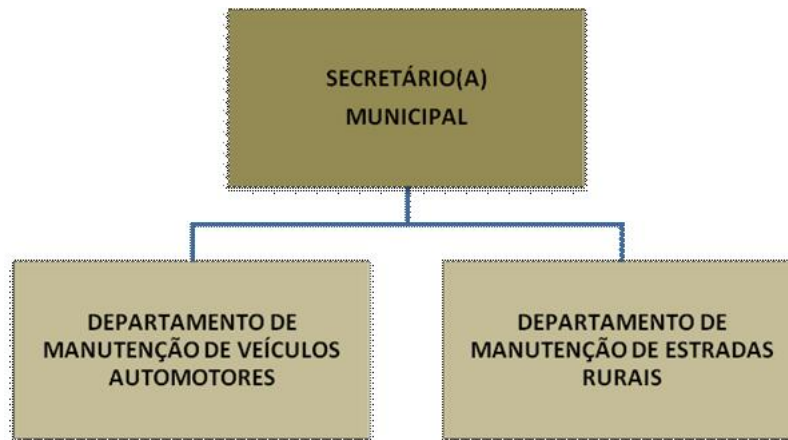 SECRETÁRIO(A)
MUNICIPAL
DEPARTAMENTO DE
MANUTENÇÃO DE VEÍCULOS
AUTOMOTORES
DEPARTAMENTO DE
MANUTENÇÃO DE ESTRADAS
RURAIS